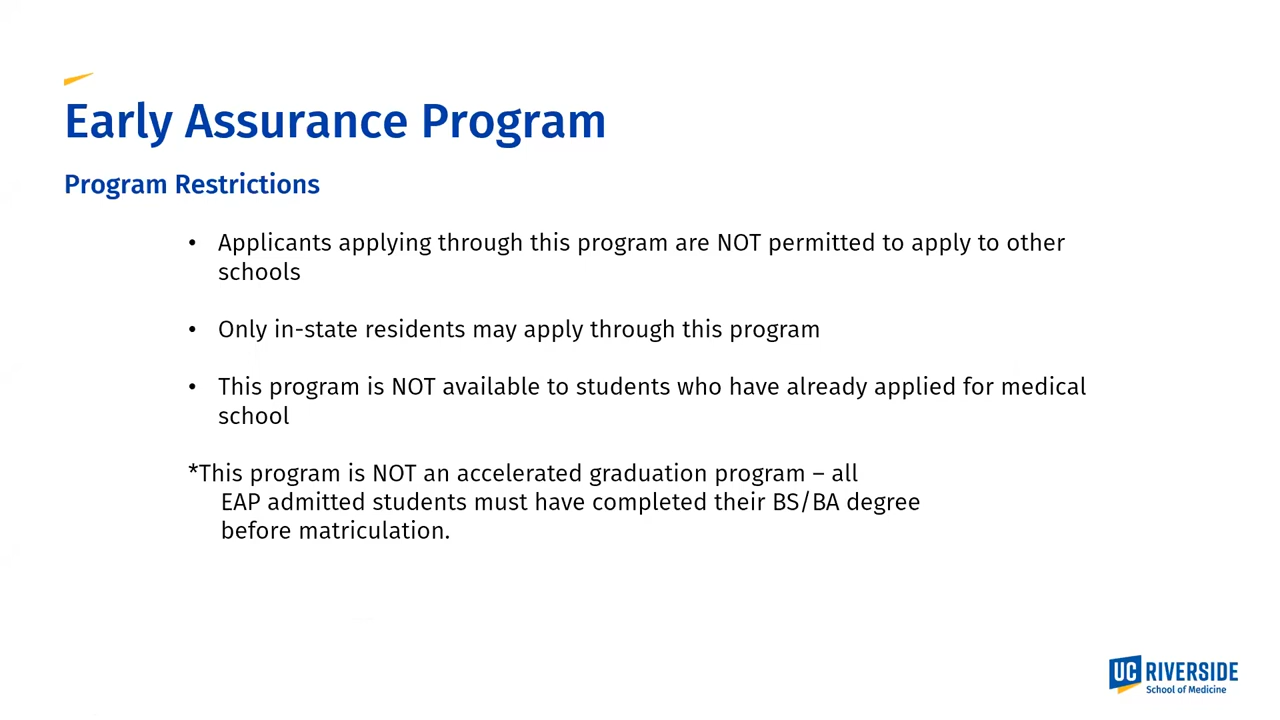 Early Assurance Program
Program Restrictions
• Applicants applying through this program are NOT permitted to apply to other
schools
• Only in-state residents may apply through this program
• This program is NOT available to students who have already applied for medical
school
*This program is NOT an accelerated graduation program – all
EAP admitted students must have completed their BS/BA degree
before matriculation.
UC RIVERSIDE
School of Medicine